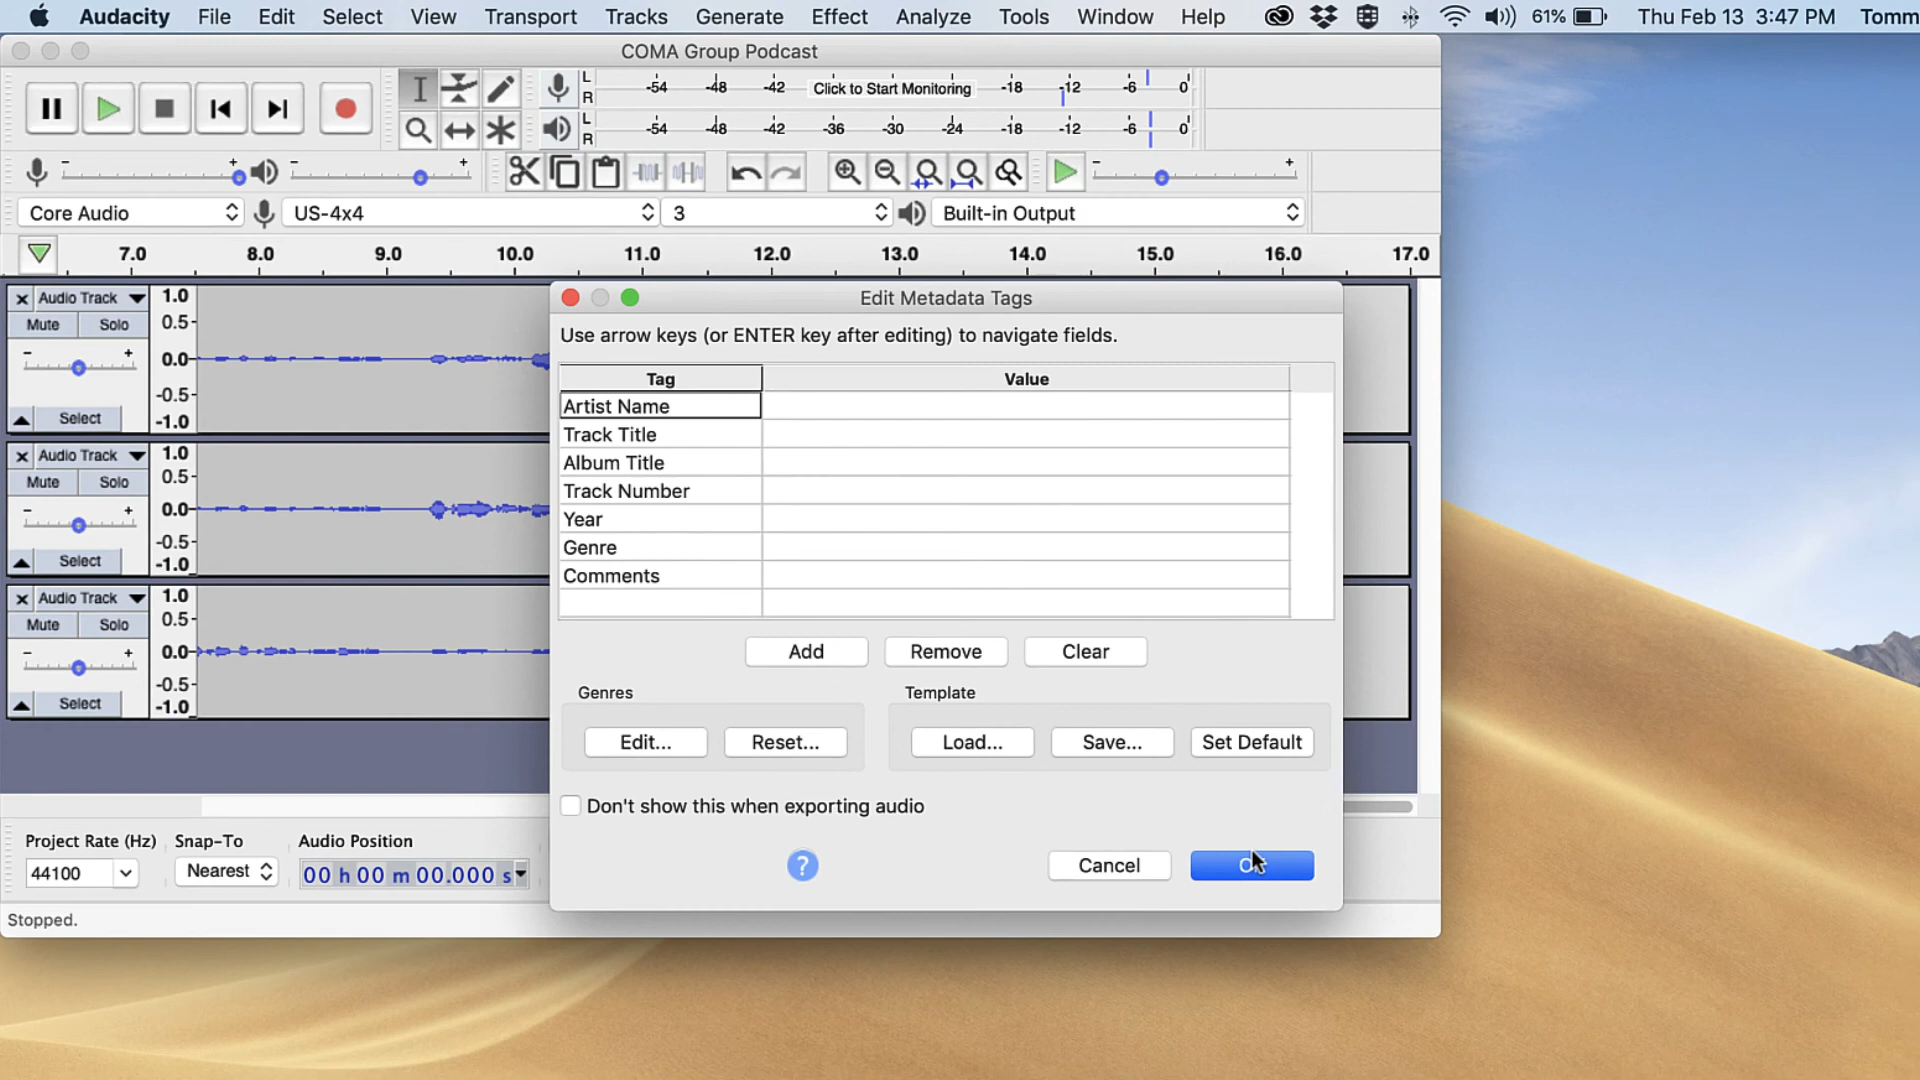 Audacity File Edit Select View Transport Tracks Generate Effect Analyze Tools Window Help 61% Thu Feb 13 3:47 PM Tomm
COMA Group Podcast
L -54 -48 -42 Click to Start Monitoring -18 -12 -6 0
R
L -54 -48 -42 -36 -30 -24 -18 -12 -6 0
R
- + - + - +
Core Audio US-4x4 3 Built-in Output
7.0 8.0 9.0 10.0 11.0 12.0 13.0 14.0 15.0 16.0 17.0
Audio Track 1.0
Mute Solo 0.5
- + 0.0
-0.5
Select -1.0
Audio Track 1.0
Mute Solo 0.5
- + 0.0
-0.5
Select -1.0
Audio Track 1.0
Mute Solo 0.5
- + 0.0
-0.5
Select -1.0
Edit Metadata Tags
Use arrow keys (or ENTER key after editing) to navigate fields.
Tag Value
Artist Name
Track Title
Album Title
Track Number
Year
Genre
Comments
Add Remove Clear
Genres Template
Edit... Reset... Load... Save... Set Default
Don't show this when exporting audio
? Cancel
Project Rate (Hz) Snap-To Audio Position
44100 Nearest 00 h 00 m 00.000 s
Stopped.